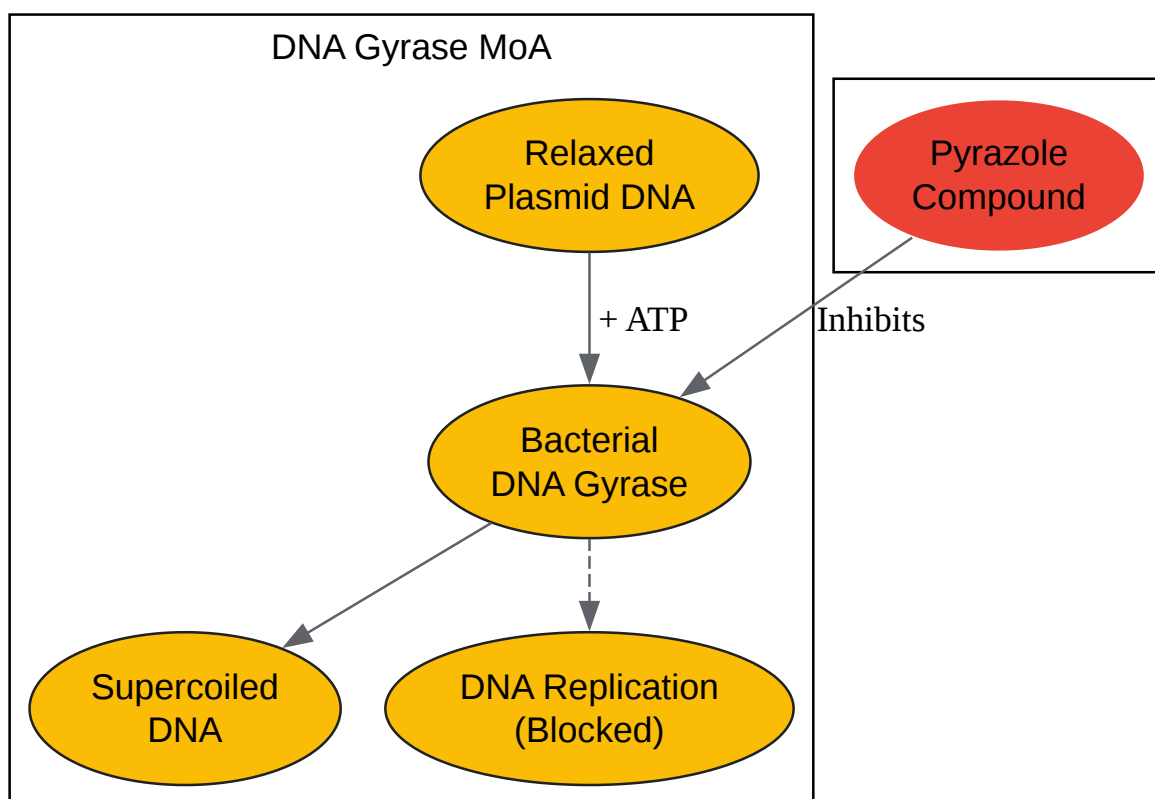 DNA Gyrase MoA
Relaxed
Plasmid DNA
Pyrazole
Compound
+ ATP
Inhibits
Bacterial
DNA Gyrase
Supercoiled
DNA
DNA Replication
(Blocked)